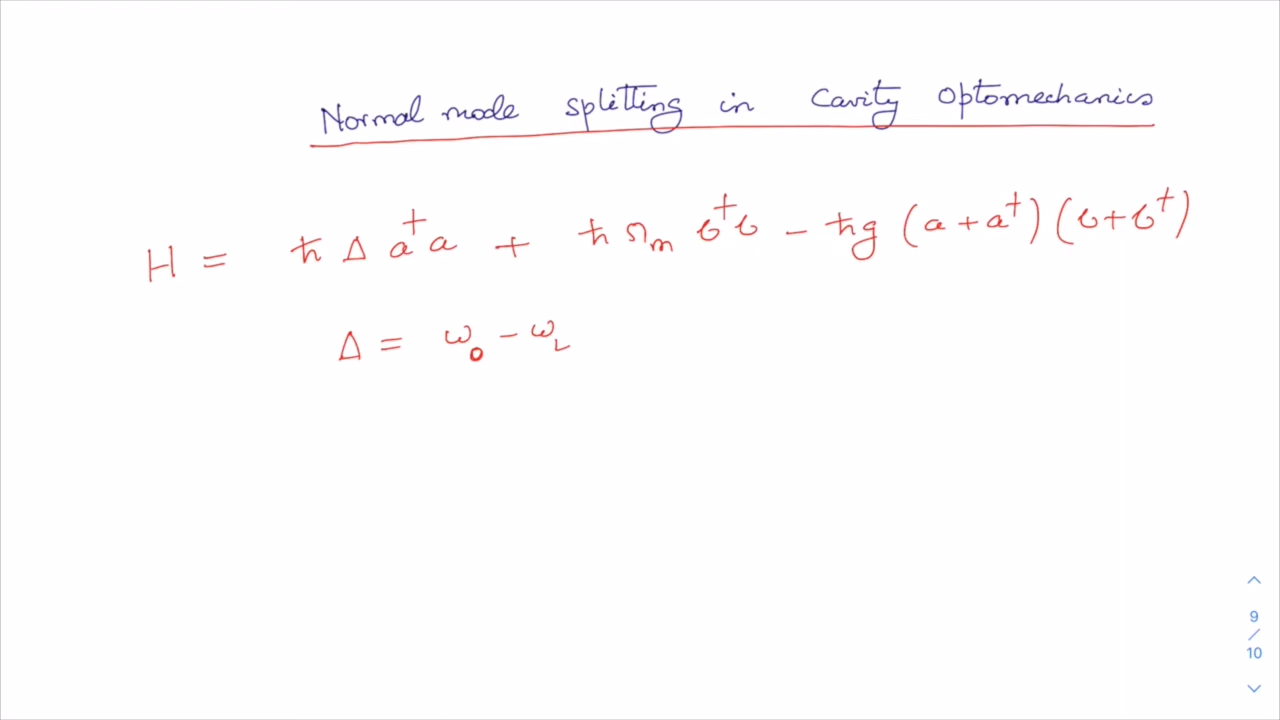 Normal mode splitting in Cavity Optomechanics
H = ħ Δ a†a + ħ Ωm b†b − ħg (a + a†) (b + b†)
Δ = ω0 − ωL
9
/
10